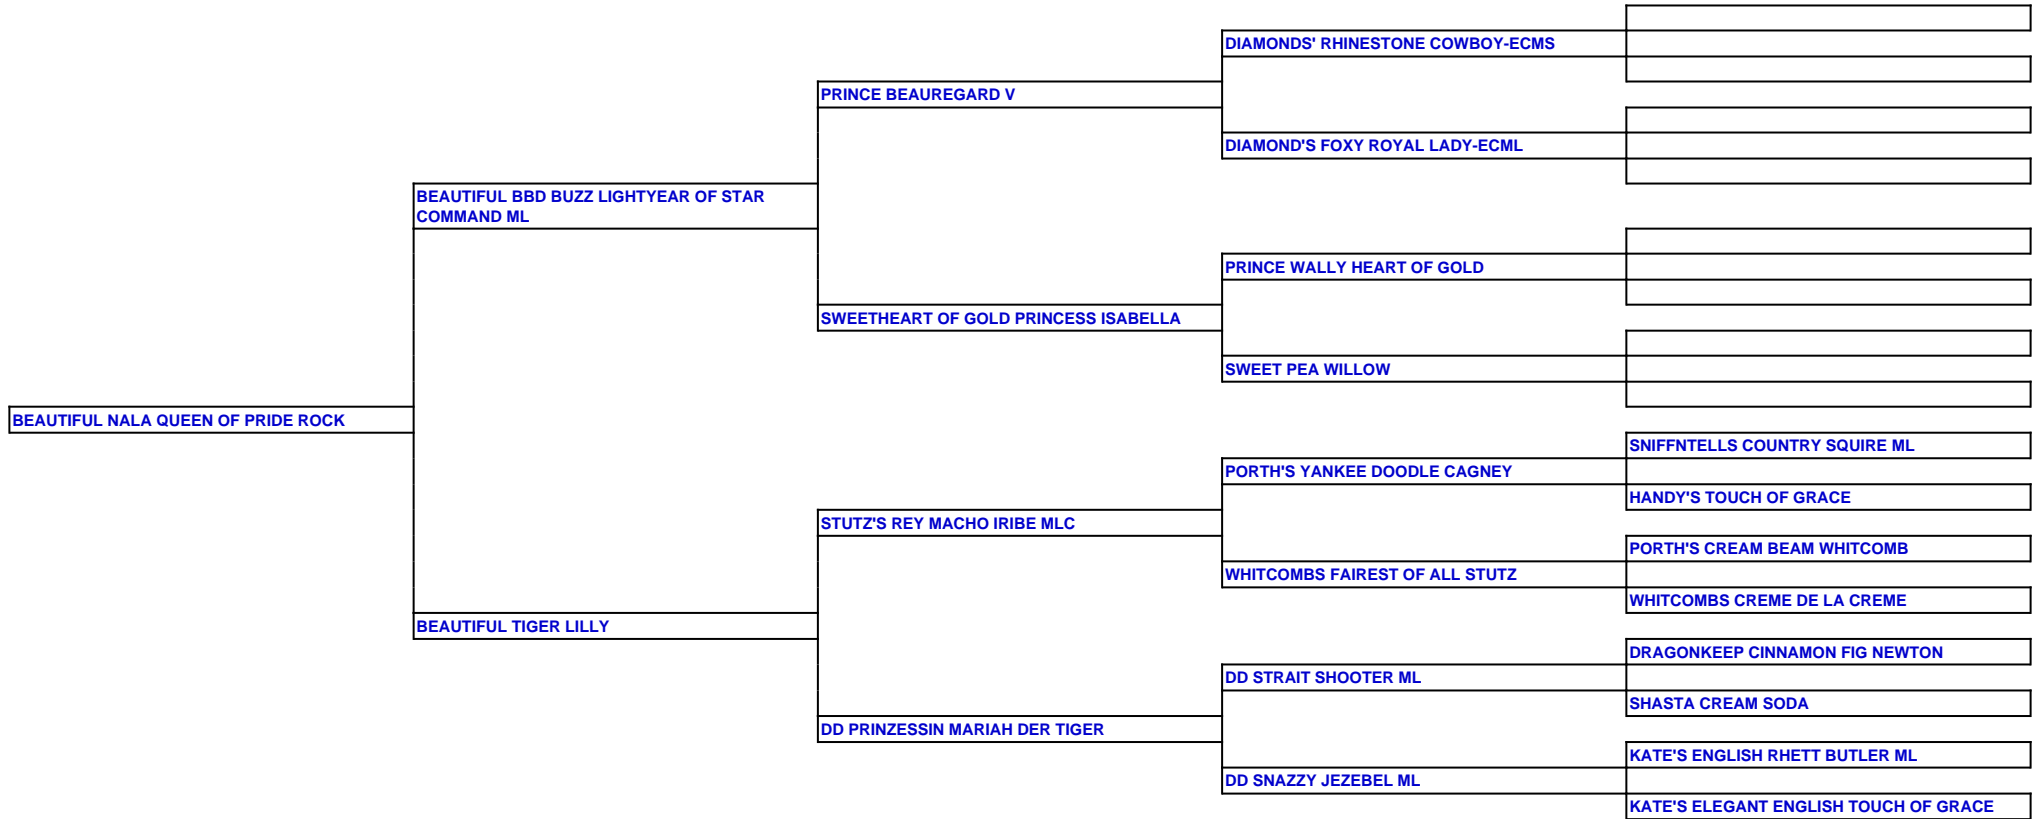 DIAMONDS' RHINESTONE COWBOY-ECMS
PRINCE BEAUREGARD V
DIAMOND'S FOXY ROYAL LADY-ECML
BEAUTIFUL BBD BUZZ LIGHTYEAR OF STAR
COMMAND ML
PRINCE WALLY HEART OF GOLD
SWEETHEART OF GOLD PRINCESS ISABELLA
SWEET PEA WILLOW
BEAUTIFUL NALA QUEEN OF PRIDE ROCK
SNIFFNTELLS COUNTRY SQUIRE ML
PORTH'S YANKEE DOODLE CAGNEY
HANDY'S TOUCH OF GRACE
STUTZ'S REY MACHO IRIBE MLC
PORTH'S CREAM BEAM WHITCOMB
WHITCOMBS FAIREST OF ALL STUTZ
WHITCOMBS CREME DE LA CREME
BEAUTIFUL TIGER LILLY
DRAGONKEEP CINNAMON FIG NEWTON
DD STRAIT SHOOTER ML
SHASTA CREAM SODA
DD PRINZESSIN MARIAH DER TIGER
KATE'S ENGLISH RHETT BUTLER ML
DD SNAZZY JEZEBEL ML
KATE'S ELEGANT ENGLISH TOUCH OF GRACE